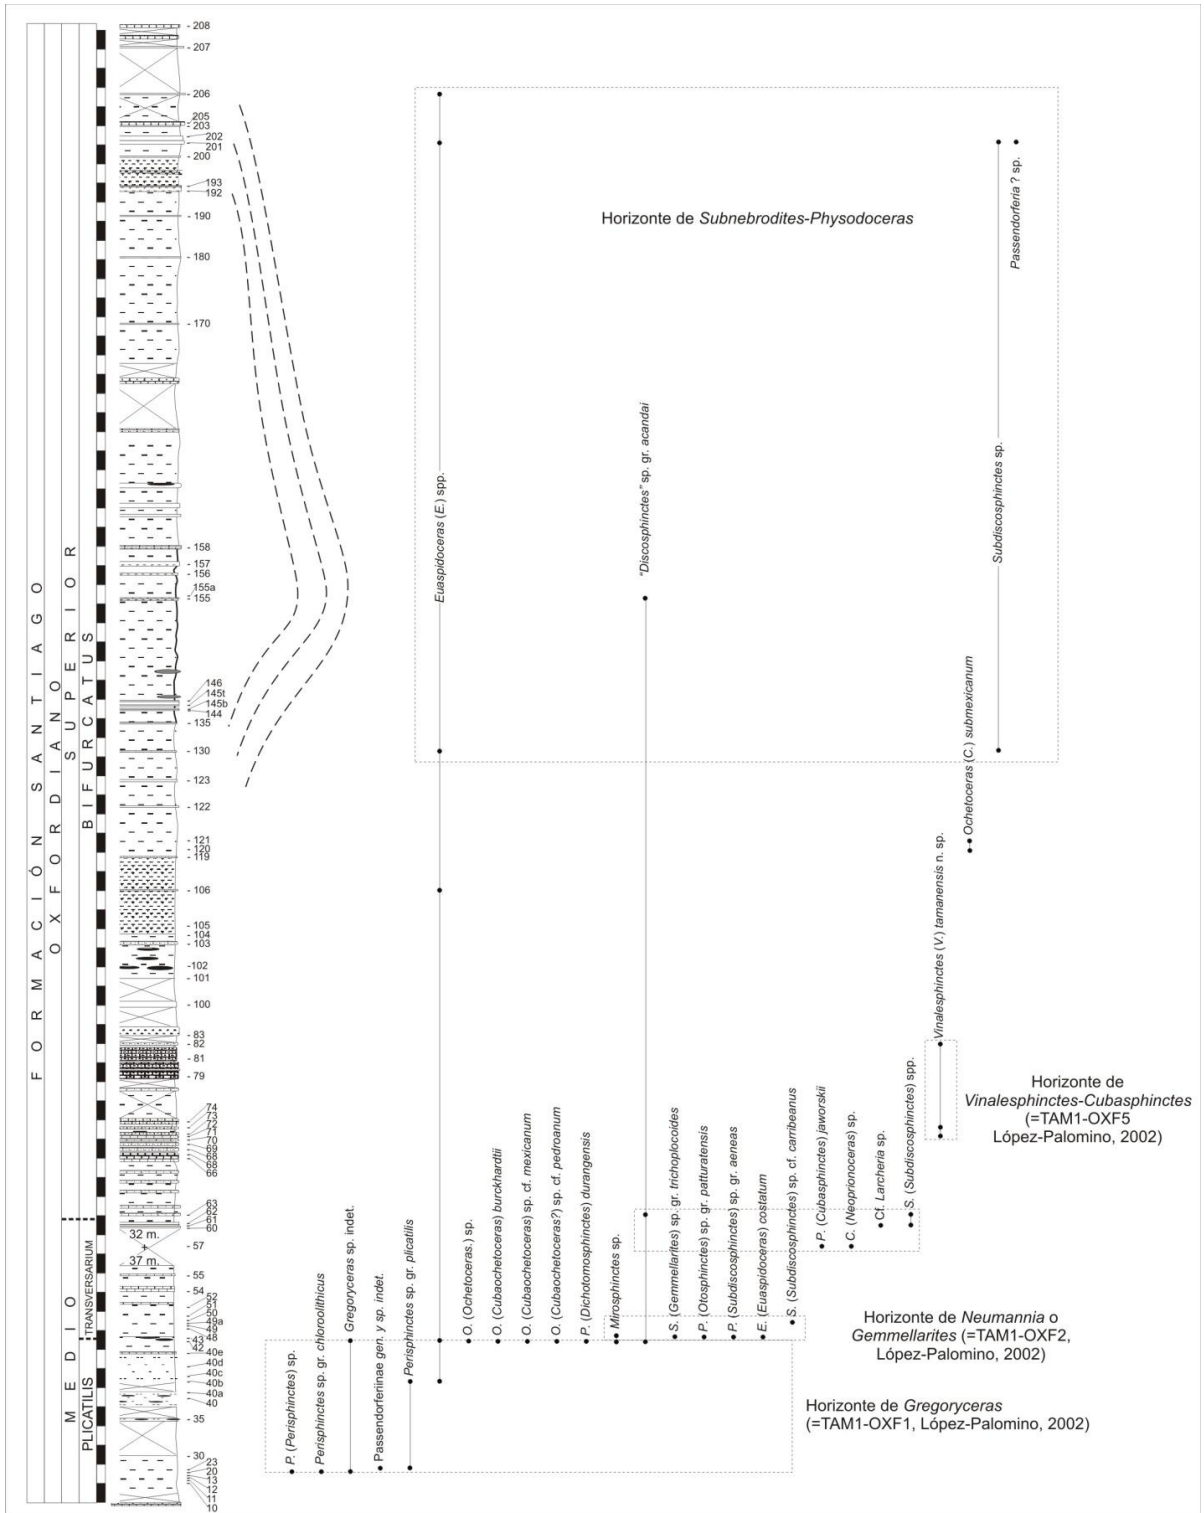 FORMACIÓN SANTIAGO
OXFORDIANO
MEDIO
SUPERIOR
PLICATILIS
TRANSVERSARIUM
BIFURCATUS
- 208
- 207
- 206
205
- 203
202
201
- 200
193
192
- 190
- 180
- 170
- 158
- 157
- 156
155a
- 155
146
145t
145b
144
- 135
- 130
- 123
- 122
- 121
- 120
- 119
- 106
- 105
- 104
- 103
-102
- 101
- 100
- 83
- 82
- 81
- 79
74
73
72
71
70
69
68
68
66
63
62
61
60
32 m.
+
37 m.
- 57
- 55
- 54
52
51
50
49a
49
48
43
42
40e
40d
40c
40b
40a
40
- 35
- 30
23
20
13
12
11
10
P. (Perisphinctes) sp.
Perisphinctes sp. gr. chloroolithicus
Gregoryceras sp. indet.
Passendorferiinae gen. y sp. indet.
Perisphinctes sp. gr. plicatilis
Euaspidoceras (E.) spp.
O. (Ochetoceras.) sp.
O. (Cubaochetoceras) burckhardtii
O. (Cubaochetoceras) sp. cf. mexicanum
O. (Cubaochetoceras?) sp. cf. pedroanum
P. (Dichotomosphinctes) durangensis
Mirosphinctes sp.
"Discosphinctes" sp. gr. acandai
S. (Gemmellarites) sp. gr. trichoplocoides
P. (Otosphinctes) sp. gr. patturatensis
P. (Subdiscosphinctes) sp. gr. aeneas
E. (Euaspidoceras) costatum
S. (Subdiscosphinctes) sp. cf. carribeanus
P. (Cubasphinctes) jaworskii
C. (Neoprionoceras) sp.
Cf. Larcheria sp.
S. (Subdiscosphinctes) spp.
Vinalesphinctes (V.) tamanensis n. sp.
Ochetoceras (C.) submexicanum
Subdiscosphinctes sp.
Passendorferia ? sp.
Horizonte de Subnebrodites-Physodoceras
Horizonte de
Vinalesphinctes-Cubasphinctes
(=TAM1-OXF5
López-Palomino, 2002)
Horizonte de Neumannia o
Gemmellarites (=TAM1-OXF2,
López-Palomino, 2002)
Horizonte de Gregoryceras
(=TAM1-OXF1, López-Palomino, 2002)